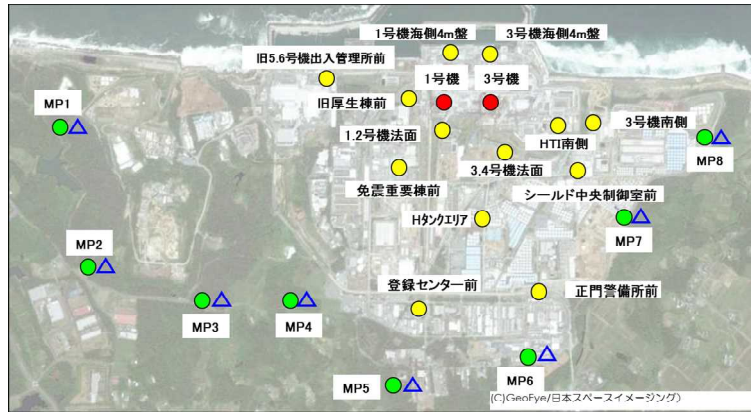 1号機海側4m盤
3号機海側4m盤
旧5.6号機出入管理所前
1号機
3号機
MP1
旧厚生棟前
1.2号機法面
HTI南側
3号機南側
MP8
3.4号機法面
免震重要棟前
シールド中央制御室前
Hタンクエリア
MP7
MP2
登録センター前
正門警備所前
MP3
MP4
MP5
MP6
(C)GeoEye/日本スペースイメージング)